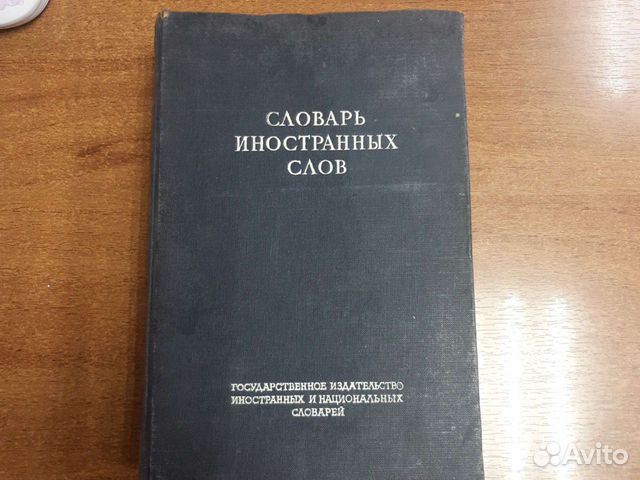 СЛОВАРЬ
ИНОСТРАННЫХ
СЛОВ
ГОСУДАРСТВЕННОЕ ИЗДАТЕЛЬСТВО
ИНОСТРАННЫХ И НАЦИОНАЛЬНЫХ
СЛОВАРЕЙ
Avito